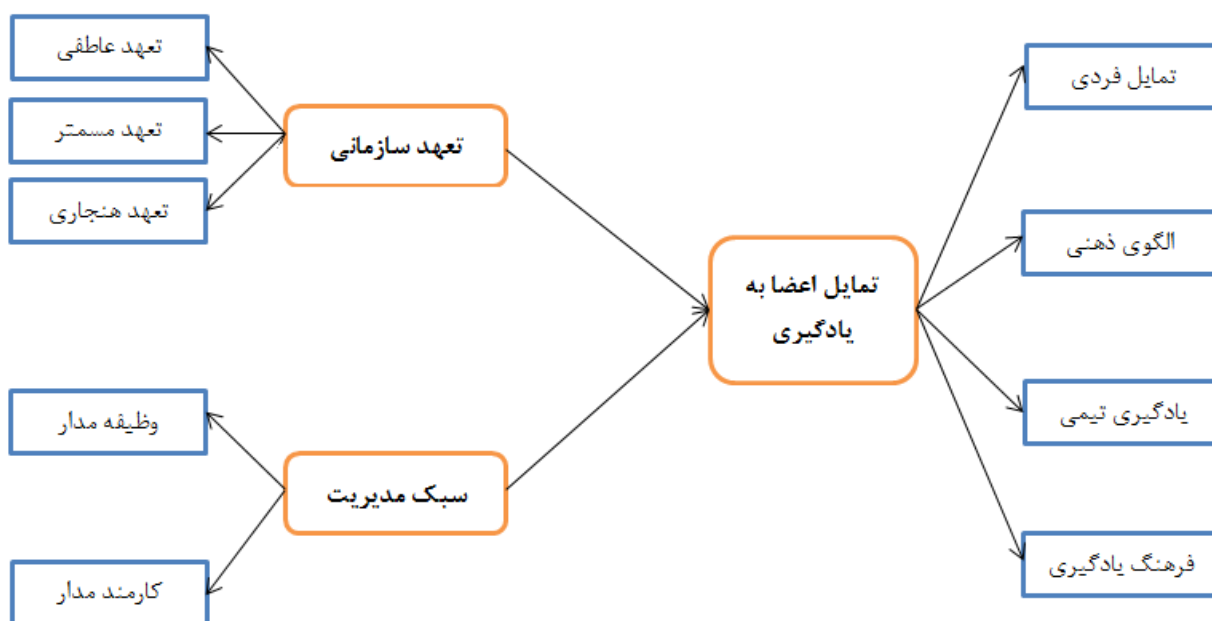 تعهد عاطفی
تعهد مسمتر
تعهد هنجاری
تعهد سازمانی
وظیفه مدار
کارمند مدار
سبک مدیریت
تمایل اعضا به
یادگیری
تمایل فردی
الگوی ذهنی
یادگیری تیمی
فرهنگ یادگیری